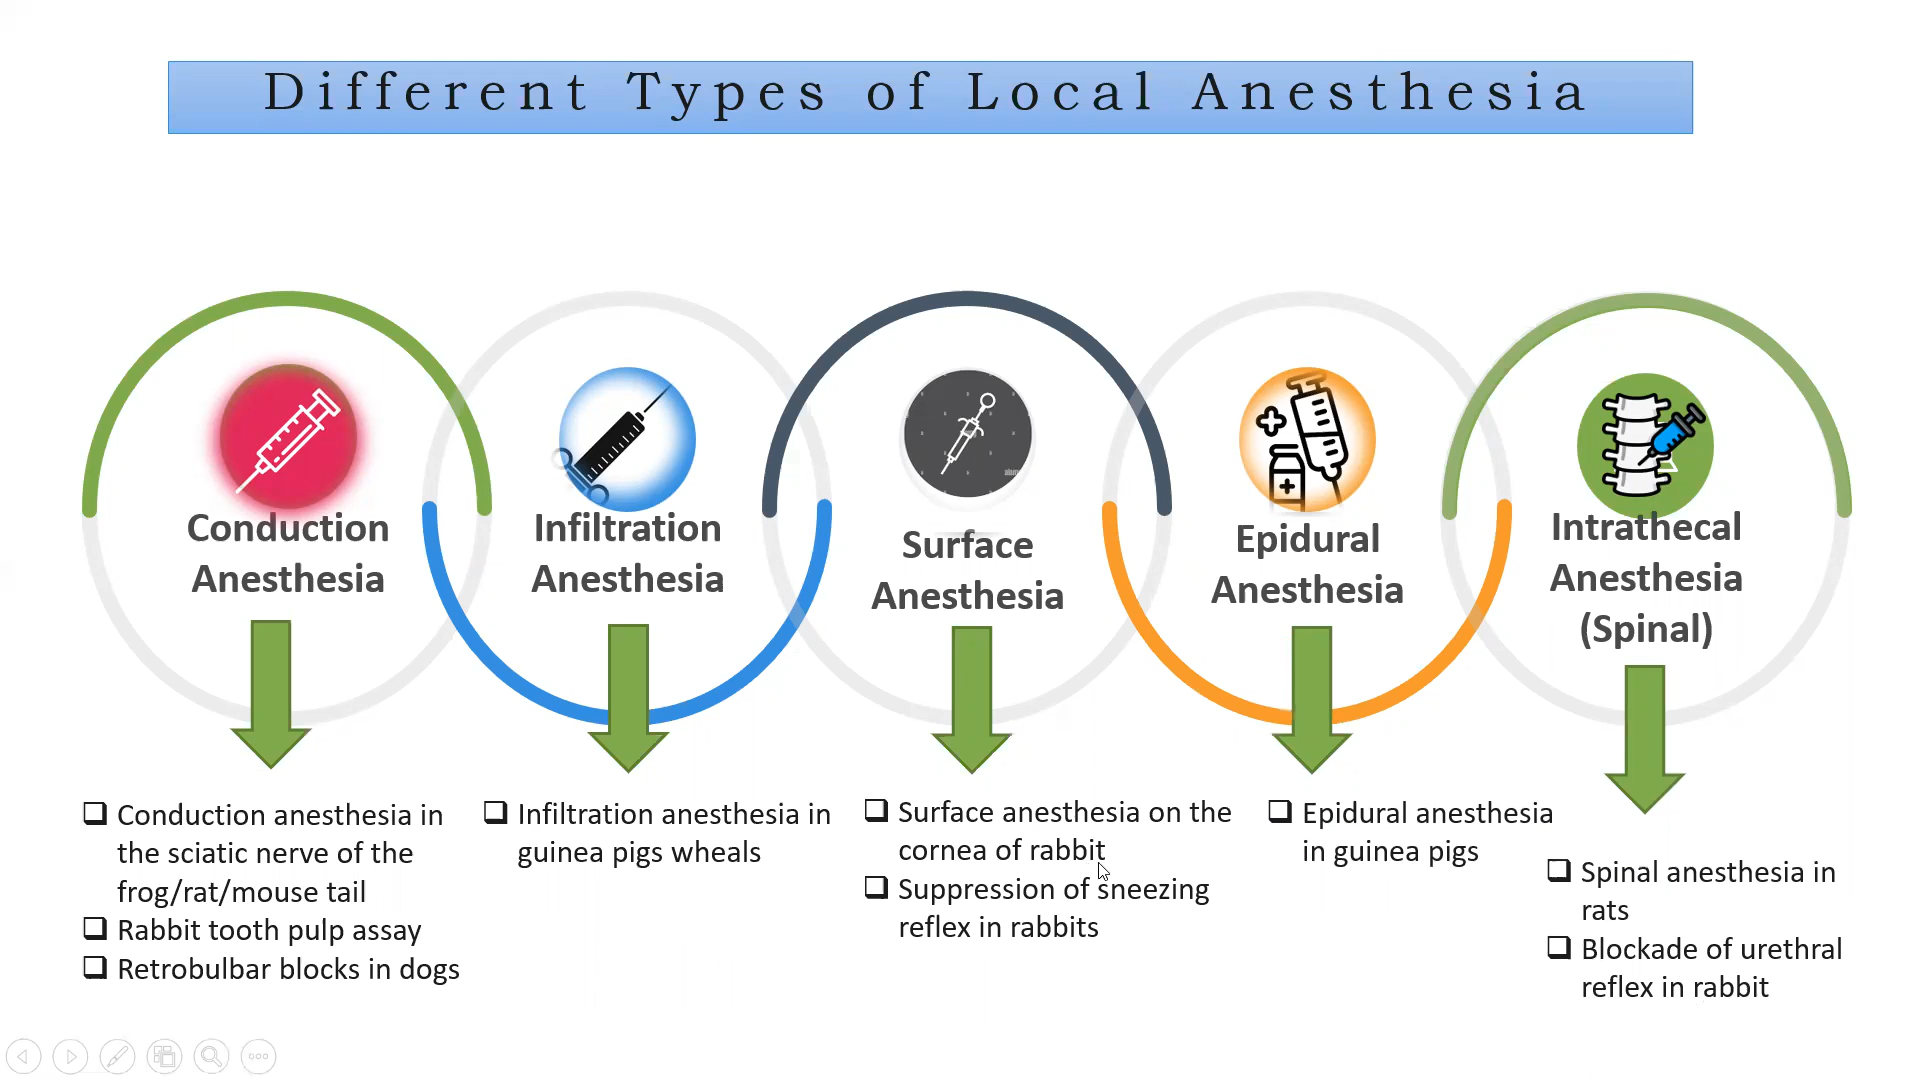 Different Types of Local Anesthesia
Conduction
Anesthesia
Infiltration
Anesthesia
Surface
Anesthesia
Epidural
Anesthesia
Intrathecal
Anesthesia
(Spinal)
Conduction anesthesia in
the sciatic nerve of the
frog/rat/mouse tail
Rabbit tooth pulp assay
Retrobulbar blocks in dogs
Infiltration anesthesia in
guinea pigs wheals
Surface anesthesia on the
cornea of rabbit
Suppression of sneezing
reflex in rabbits
Epidural anesthesia
in guinea pigs
Spinal anesthesia in
rats
Blockade of urethral
reflex in rabbit